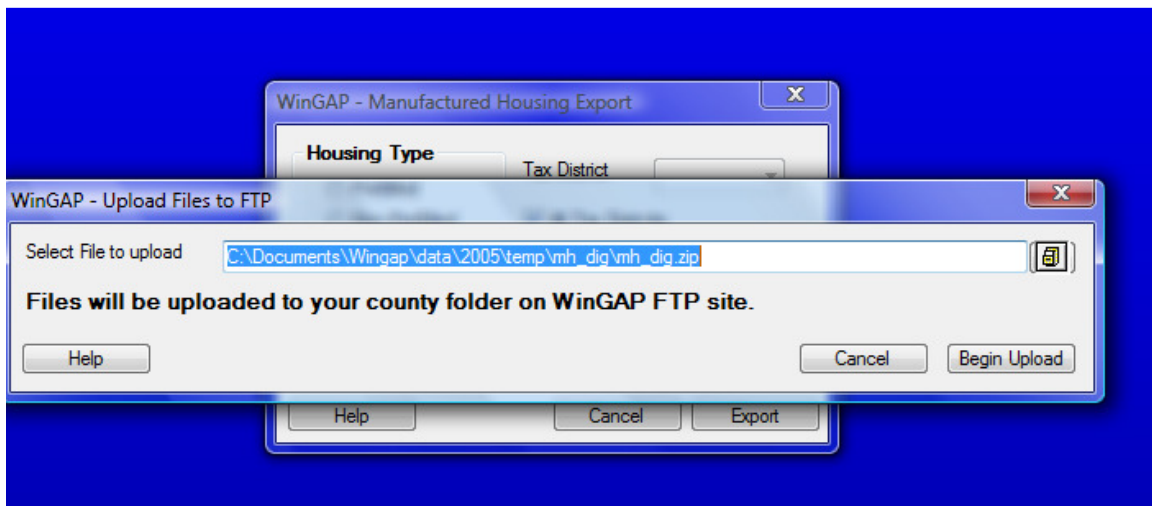 WinGAP - Manufactured Housing Export
Housing Type
Tax District
WinGAP - Upload Files to FTP
Select File to upload
C:\Documents\Wingap\data\2005\temp\mh_dig\mh_dig.zip
Files will be uploaded to your county folder on WinGAP FTP site.
Help Cancel Begin Upload
Help Cancel Export